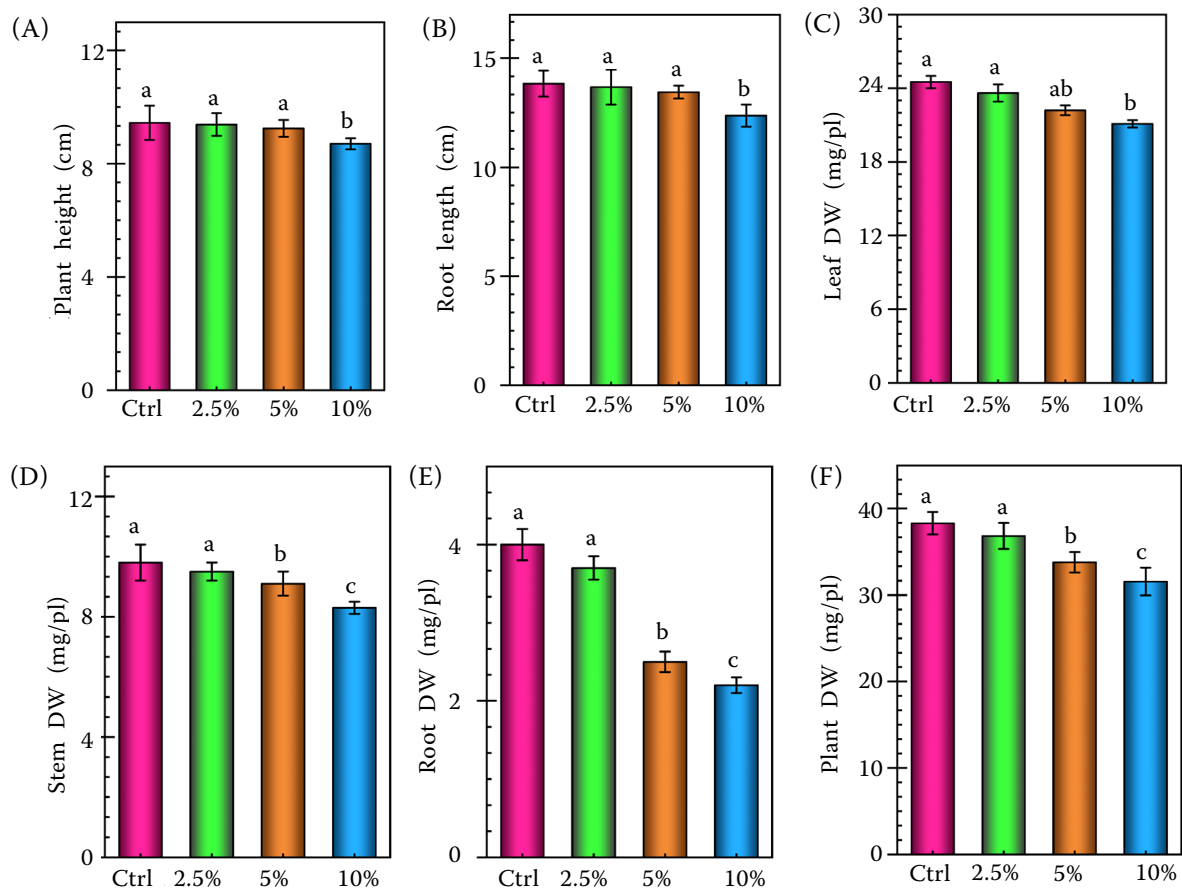 (A)
Plant height (cm)
12
8
4
0
a
a
a
b
Ctrl 2.5% 5% 10%
(B)
Root length (cm)
15
10
5
0
a
a
a
b
Ctrl 2.5% 5% 10%
(C)
Leaf DW (mg/pl)
30
24
18
12
6
0
a
a
ab
b
Ctrl 2.5% 5% 10%
(D)
Stem DW (mg/pl)
12
8
4
0
a
a
b
c
Ctrl 2.5% 5% 10%
(E)
Root DW (mg/pl)
4
2
0
a
a
b
c
Ctrl 2.5% 5% 10%
(F)
Plant DW (mg/pl)
40
30
20
10
0
a
a
b
c
Ctrl 2.5% 5% 10%